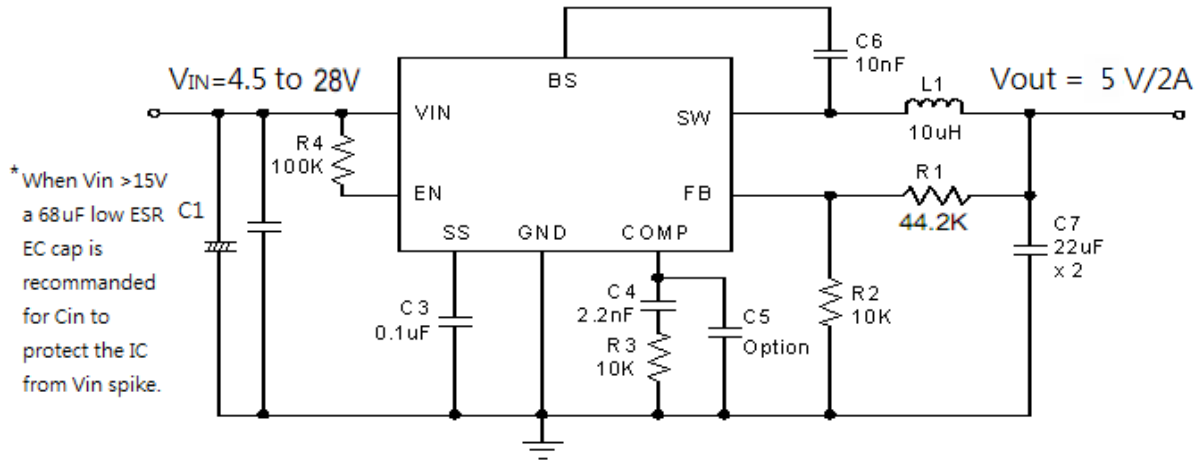 VIN=4.5 to 28V
BS
C6
10nF
Vout = 5 V/2A
L1
10uH
VIN
SW
R4
100K
EN
FB
R1
44.2K
SS
GND
COMP
*When Vin >15V
a 68uF low ESR
EC cap is
recommanded
for Cin to
protect the IC
from Vin spike.
C1
C3
0.1uF
C4
2.2nF
R3
10K
C5
Option
R2
10K
C7
22uF
x 2